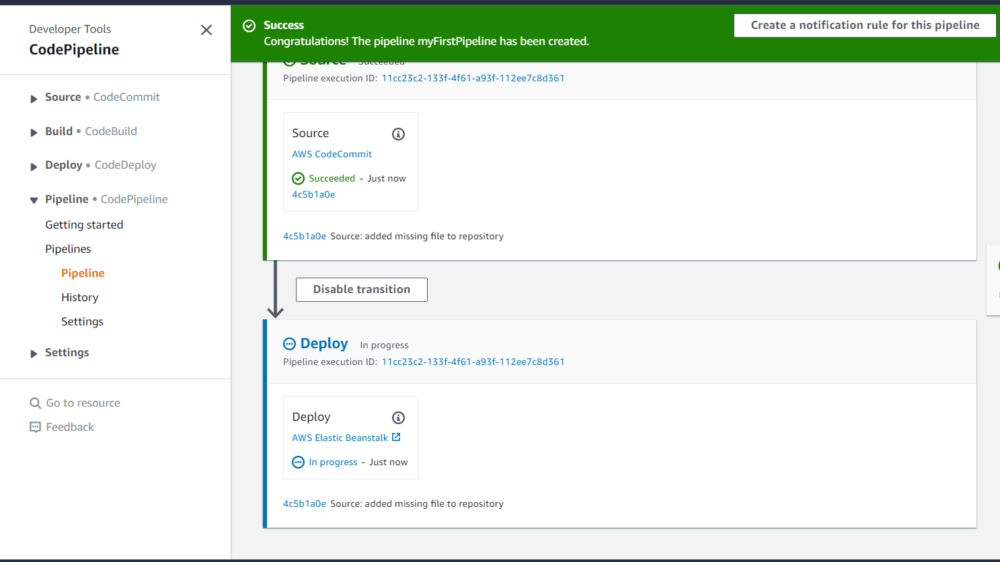 Developer Tools
CodePipeline
Source • CodeCommit
Build • CodeBuild
Deploy • CodeDeploy
Pipeline • CodePipeline
Getting started
Pipelines
Pipeline
History
Settings
Settings
Go to resource
Feedback
Success
Congratulations! The pipeline myFirstPipeline has been created.
Create a notification rule for this pipeline
Source Succeeded
Pipeline execution ID: 11cc23c2-133f-4f61-a93f-112ee7c8d361
Source
AWS CodeCommit
Succeeded - Just now
4c5b1a0e
4c5b1a0e Source: added missing file to repository
Disable transition
Deploy In progress
Pipeline execution ID: 11cc23c2-133f-4f61-a93f-112ee7c8d361
Deploy
AWS Elastic Beanstalk
In progress - Just now
4c5b1a0e Source: added missing file to repository